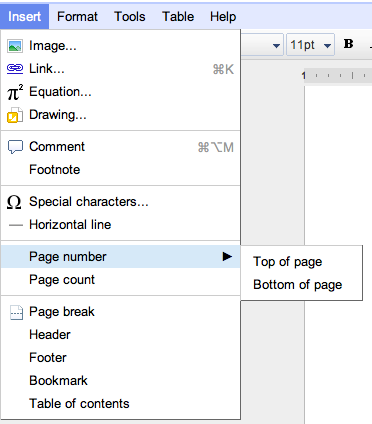 Insert Format Tools Table Help
Image...
11pt B
Link... ⌘K
π² Equation...
Drawing...
Comment ⌘⌥M
Footnote
Ω Special characters...
Horizontal line
Page number ▶
Top of page
Page count
Bottom of page
Page break
Header
Footer
Bookmark
Table of contents